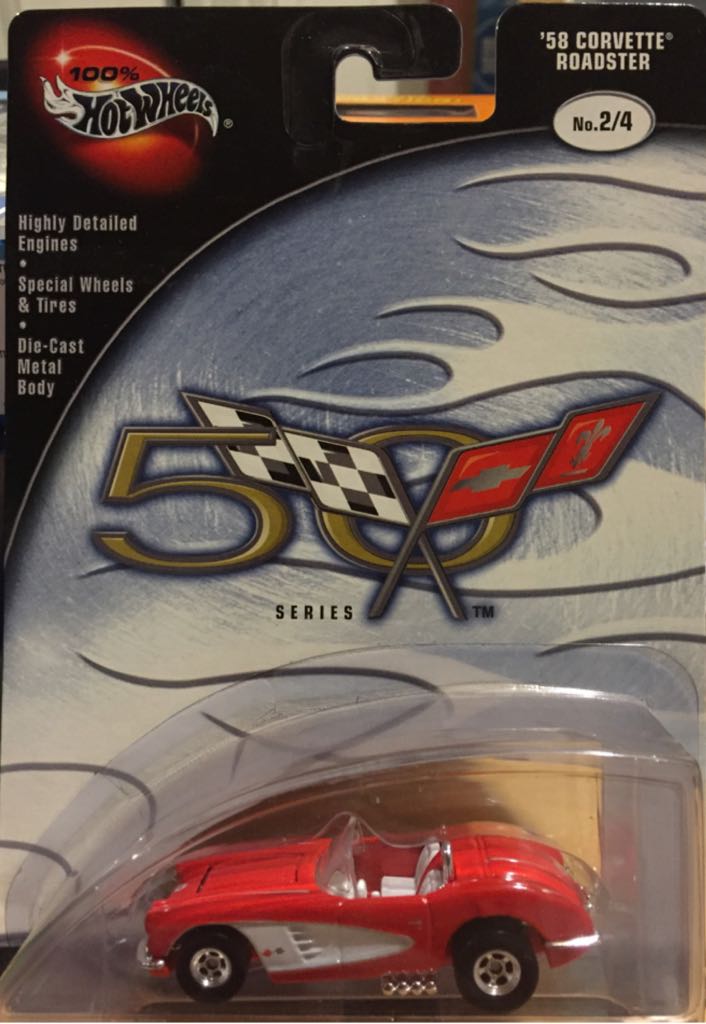 100%
Hot Wheels®
'58 CORVETTE®
ROADSTER
No.2/4
Highly Detailed
Engines
•
Special Wheels
& Tires
•
Die-Cast
Metal
Body
50
SERIES ™